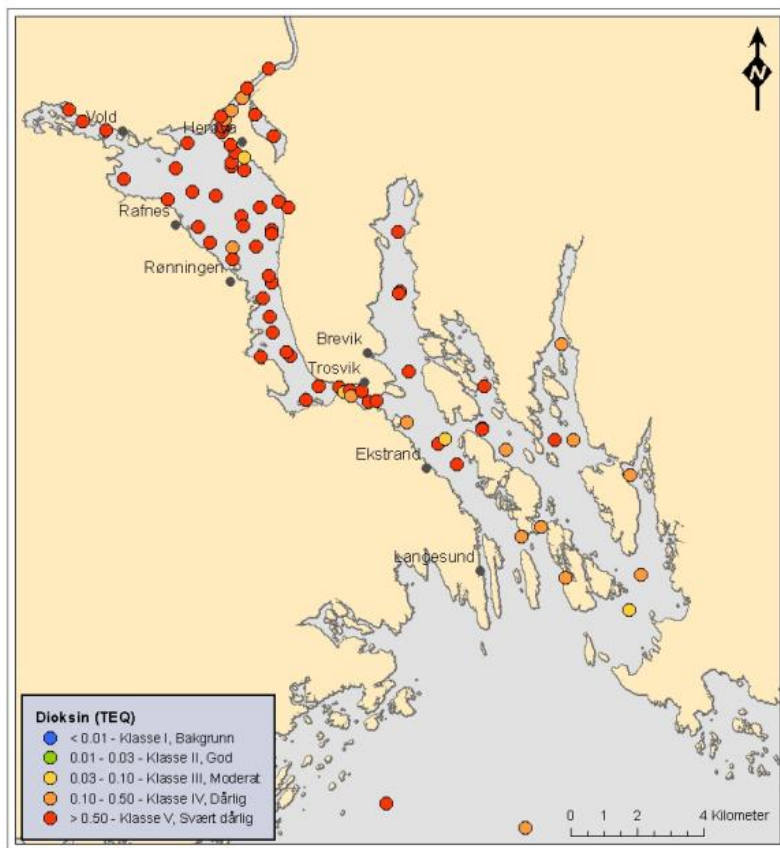 N
Vold
Herøya
Rafnes
Rønningen
Brevik
Trosvik
Ekstrand
Langesund
Dioksin (TEQ)
< 0.01 - Klasse I, Bakgrunn
0.01 - 0.03 - Klasse II, God
0.03 - 0.10 - Klasse III, Moderat
0.10 - 0.50 - Klasse IV, Dårlig
> 0.50 - Klasse V, Svært dårlig
0 1 2 4 Kilometer